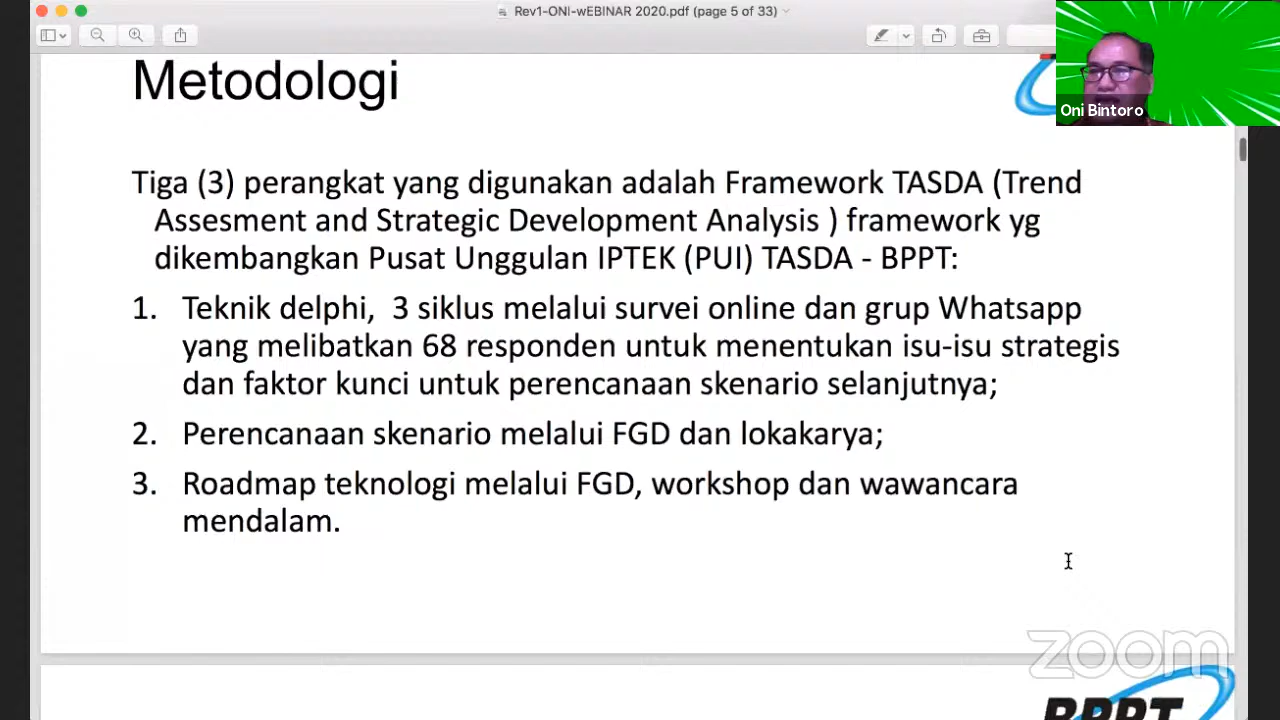 Rev1-ONI-wEBINAR 2020.pdf (page 5 of 33)
Metodologi
Oni Bintoro
Tiga (3) perangkat yang digunakan adalah Framework TASDA (Trend
Assesment and Strategic Development Analysis ) framework yg
dikembangkan Pusat Unggulan IPTEK (PUI) TASDA - BPPT:
1. Teknik delphi, 3 siklus melalui survei online dan grup Whatsapp
yang melibatkan 68 responden untuk menentukan isu-isu strategis
dan faktor kunci untuk perencanaan skenario selanjutnya;
2. Perencanaan skenario melalui FGD dan lokakarya;
3. Roadmap teknologi melalui FGD, workshop dan wawancara
mendalam.
zoom
BPPT